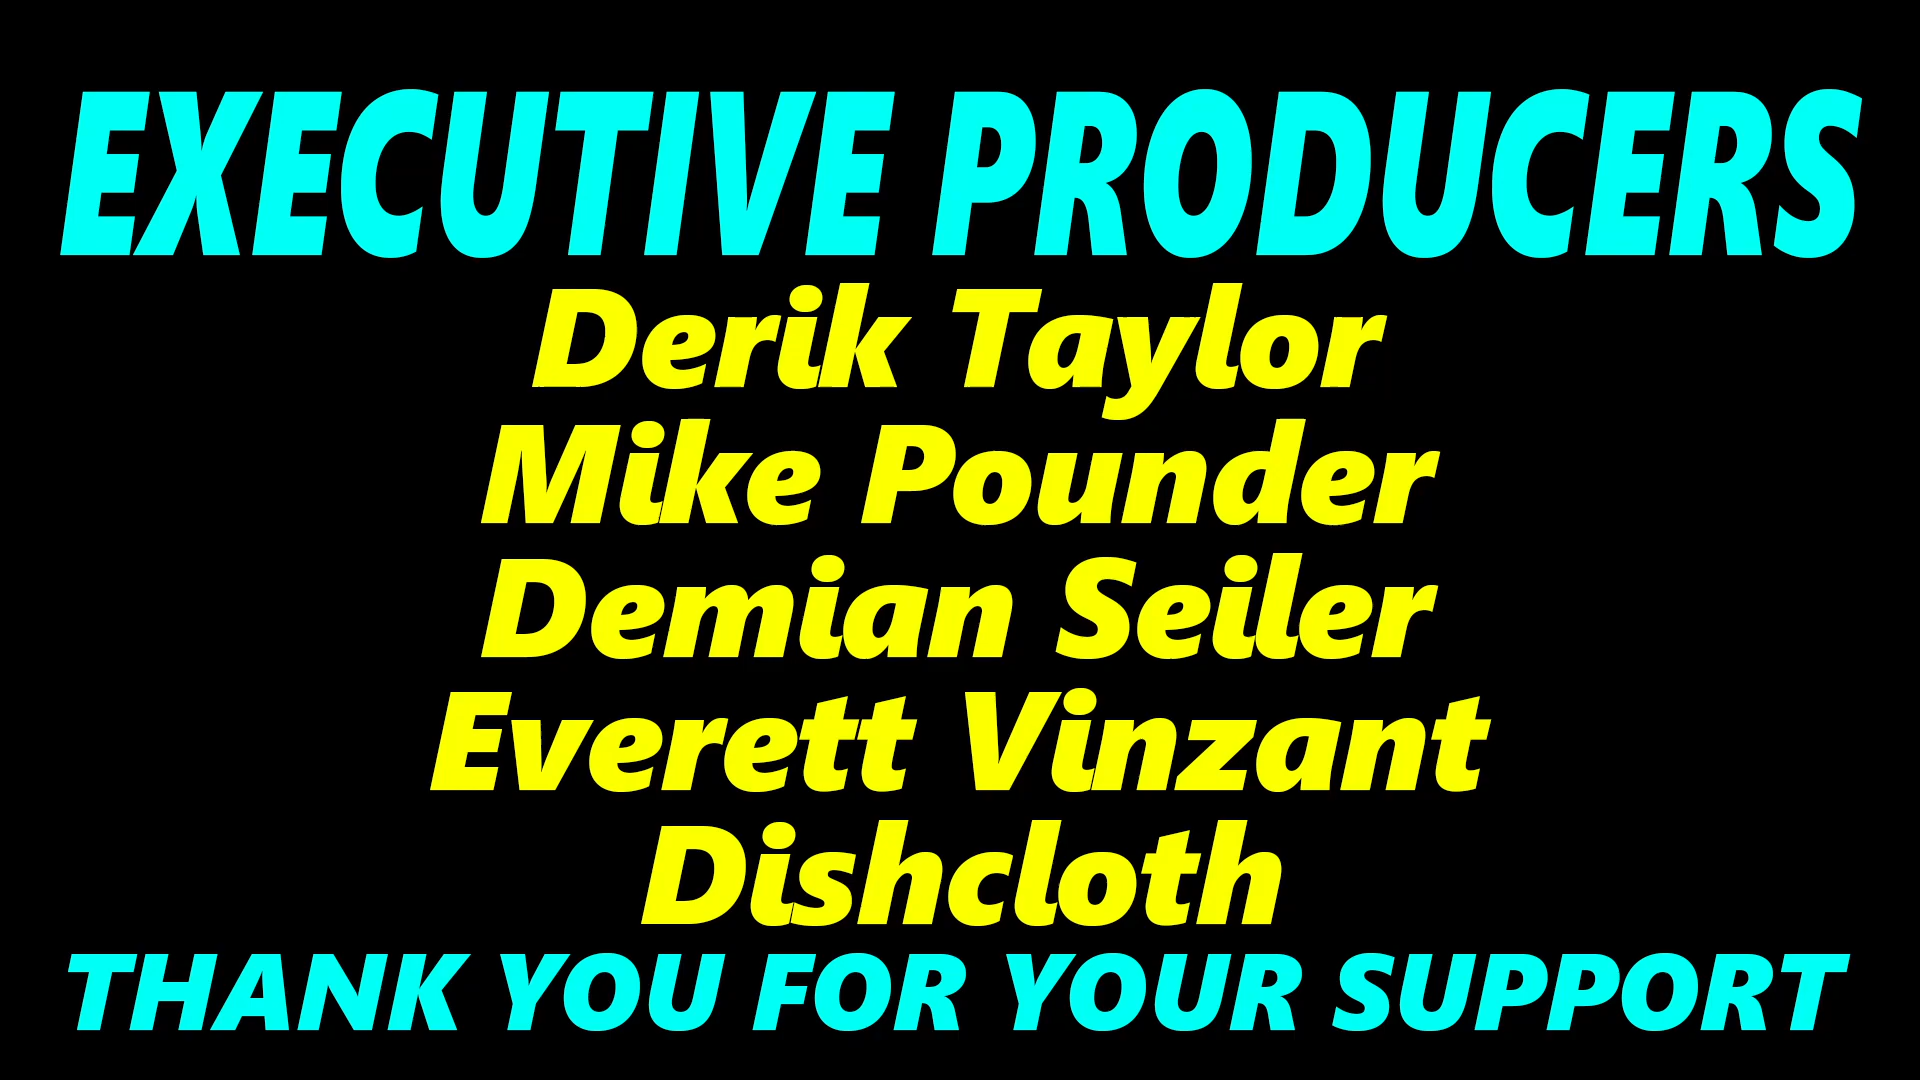 EXECUTIVE PRODUCERS
Derik Taylor
Mike Pounder
Demian Seiler
Everett Vinzant
Dishcloth
THANK YOU FOR YOUR SUPPORT